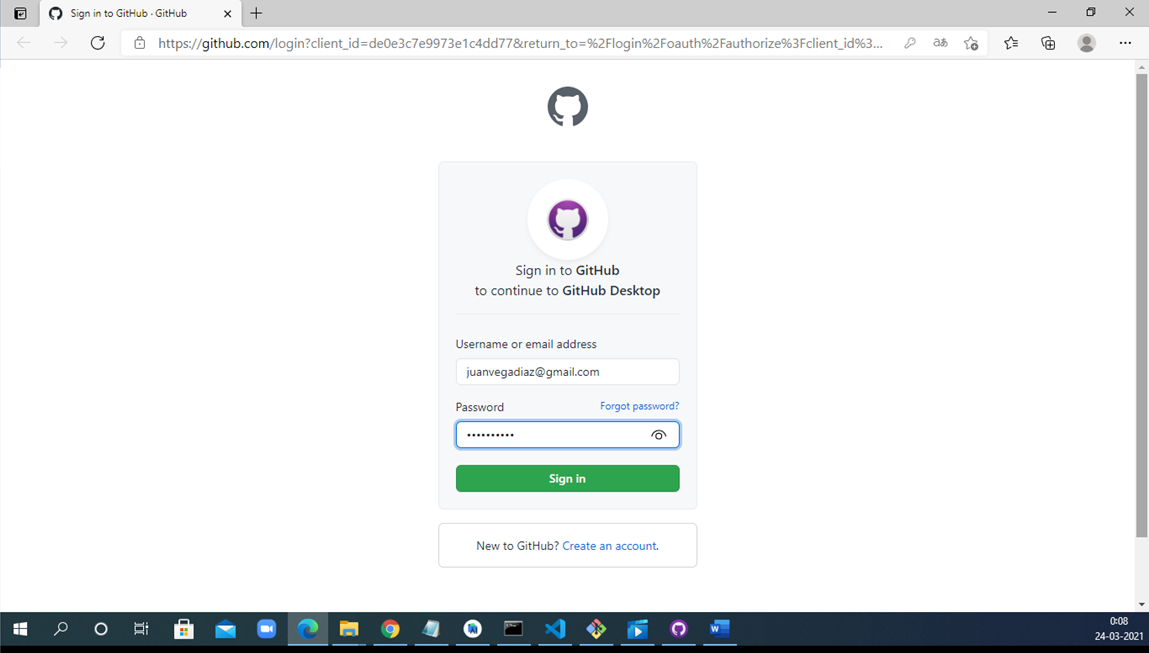 Sign in to GitHub · GitHub
https://github.com/login?client_id=de0e3c7e9973e1c4dd77&return_to=%2Flogin%2Foauth%2Fauthorize%3Fclient_id%3...
aあ
Sign in to GitHub
to continue to GitHub Desktop
Username or email address
juanvegadiaz@gmail.com
Password
Forgot password?
••••••••••
Sign in
New to GitHub? Create an account.
0:08
24-03-2021